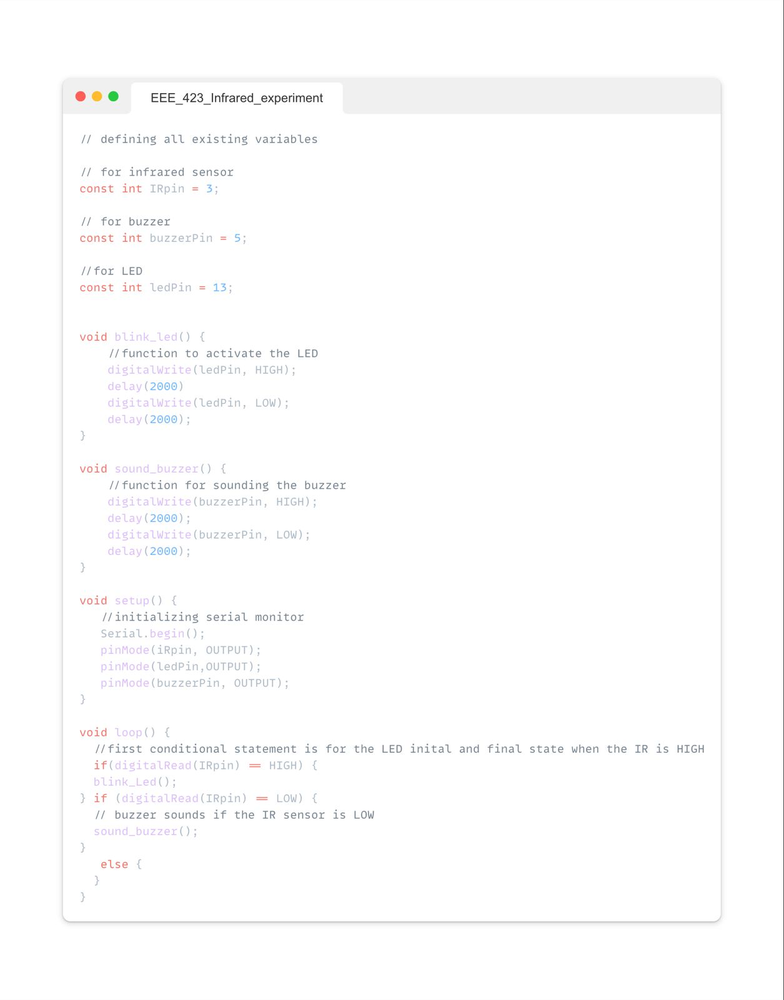 EEE_423_Infrared_experiment
// defining all existing variables
// for infrared sensor
const int IRpin = 3;
// for buzzer
const int buzzerPin = 5;
//for LED
const int ledPin = 13;
void blink_led() {
//function to activate the LED
digitalWrite(ledPin, HIGH);
delay(2000)
digitalWrite(ledPin, LOW);
delay(2000);
}
void sound_buzzer() {
//function for sounding the buzzer
digitalWrite(buzzerPin, HIGH);
delay(2000);
digitalWrite(buzzerPin, LOW);
delay(2000);
}
void setup() {
//initializing serial monitor
Serial.begin();
pinMode(iRpin, OUTPUT);
pinMode(ledPin,OUTPUT);
pinMode(buzzerPin, OUTPUT);
}
void loop() {
//first conditional statement is for the LED inital and final state when the IR is HIGH
if(digitalRead(IRpin) == HIGH) {
blink_Led();
} if (digitalRead(IRpin) == LOW) {
// buzzer sounds if the IR sensor is LOW
sound_buzzer();
}
else {
}
}